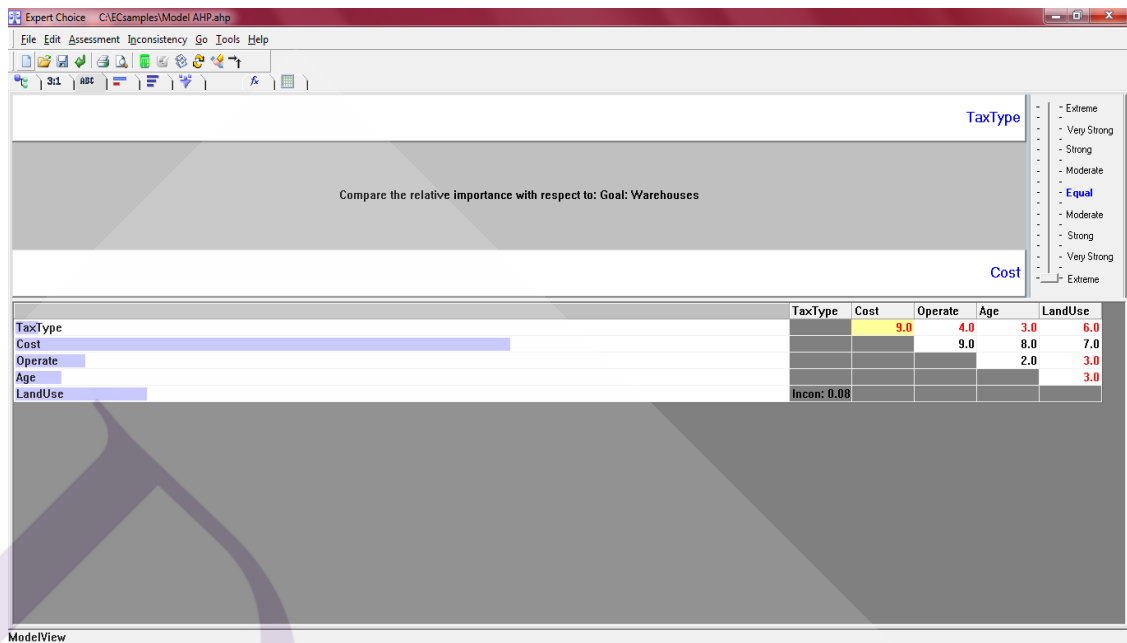 Expert Choice C:\ECsamples\Model AHP.ahp
File Edit Assessment Inconsistency Go Tools Help
3:1 ABC fx
TaxType
Compare the relative importance with respect to: Goal: Warehouses
Cost
Extreme
Very Strong
Strong
Moderate
Equal
Moderate
Strong
Very Strong
Extreme
TaxType Cost Operate Age LandUse
TaxType 9.0 4.0 3.0 6.0
Cost 9.0 8.0 7.0
Operate 2.0 3.0
Age 3.0
LandUse Incon: 0.08
ModelView